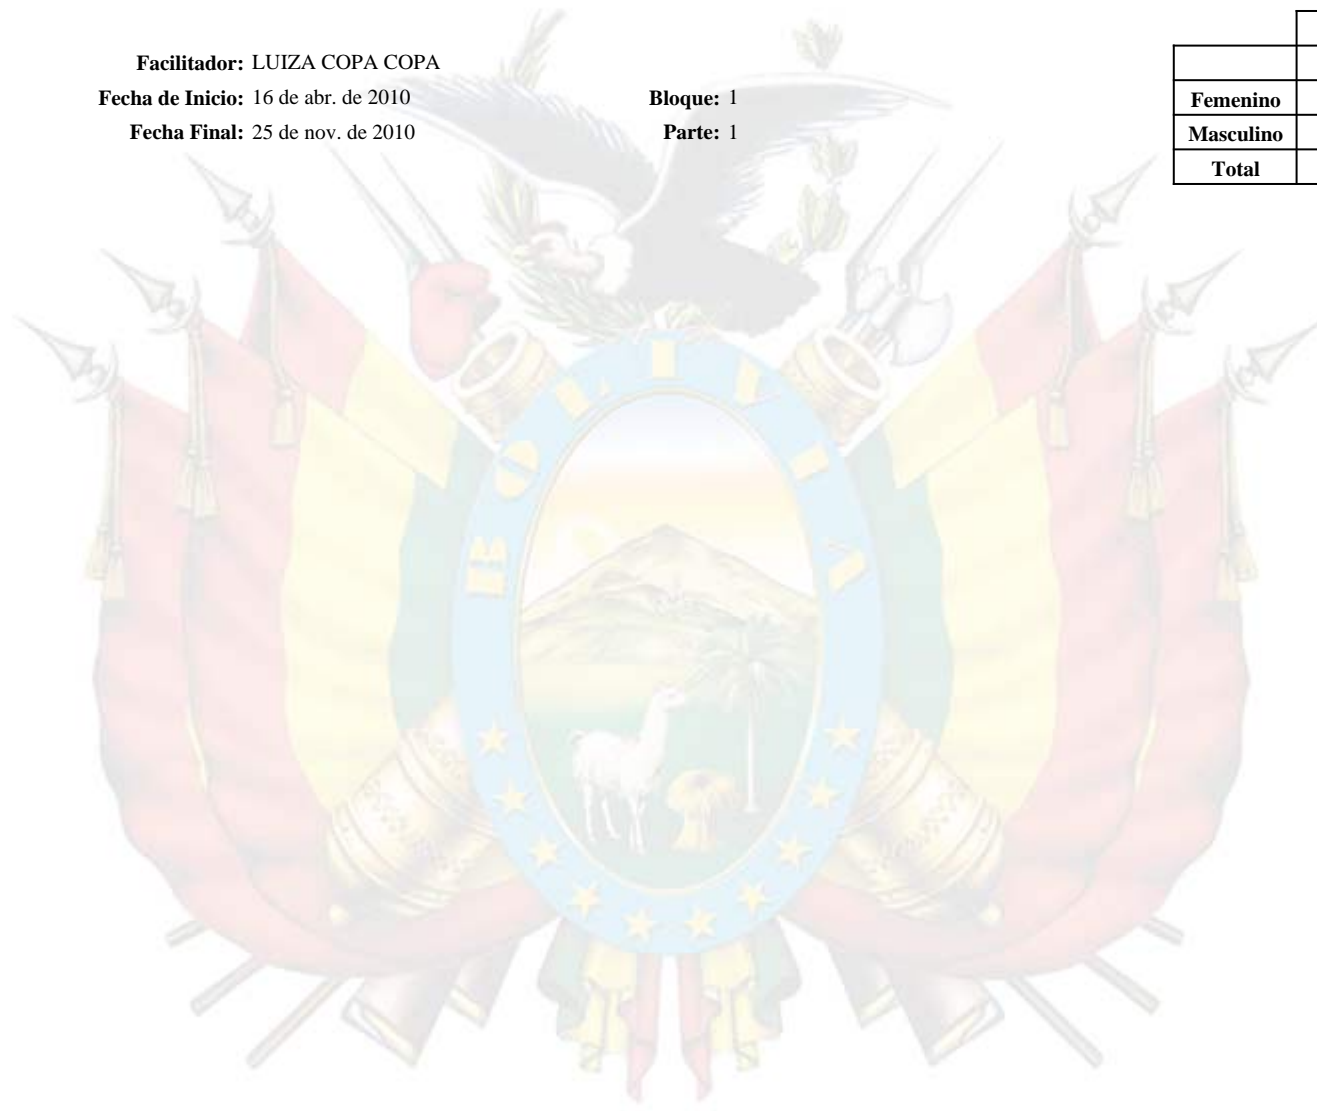 Facilitador: LUIZA COPA COPA
Fecha de Inicio: 16 de abr. de 2010 Bloque: 1
Femenino
Fecha Final: 25 de nov. de 2010 Parte: 1
Masculino
Total
BOLIVIA